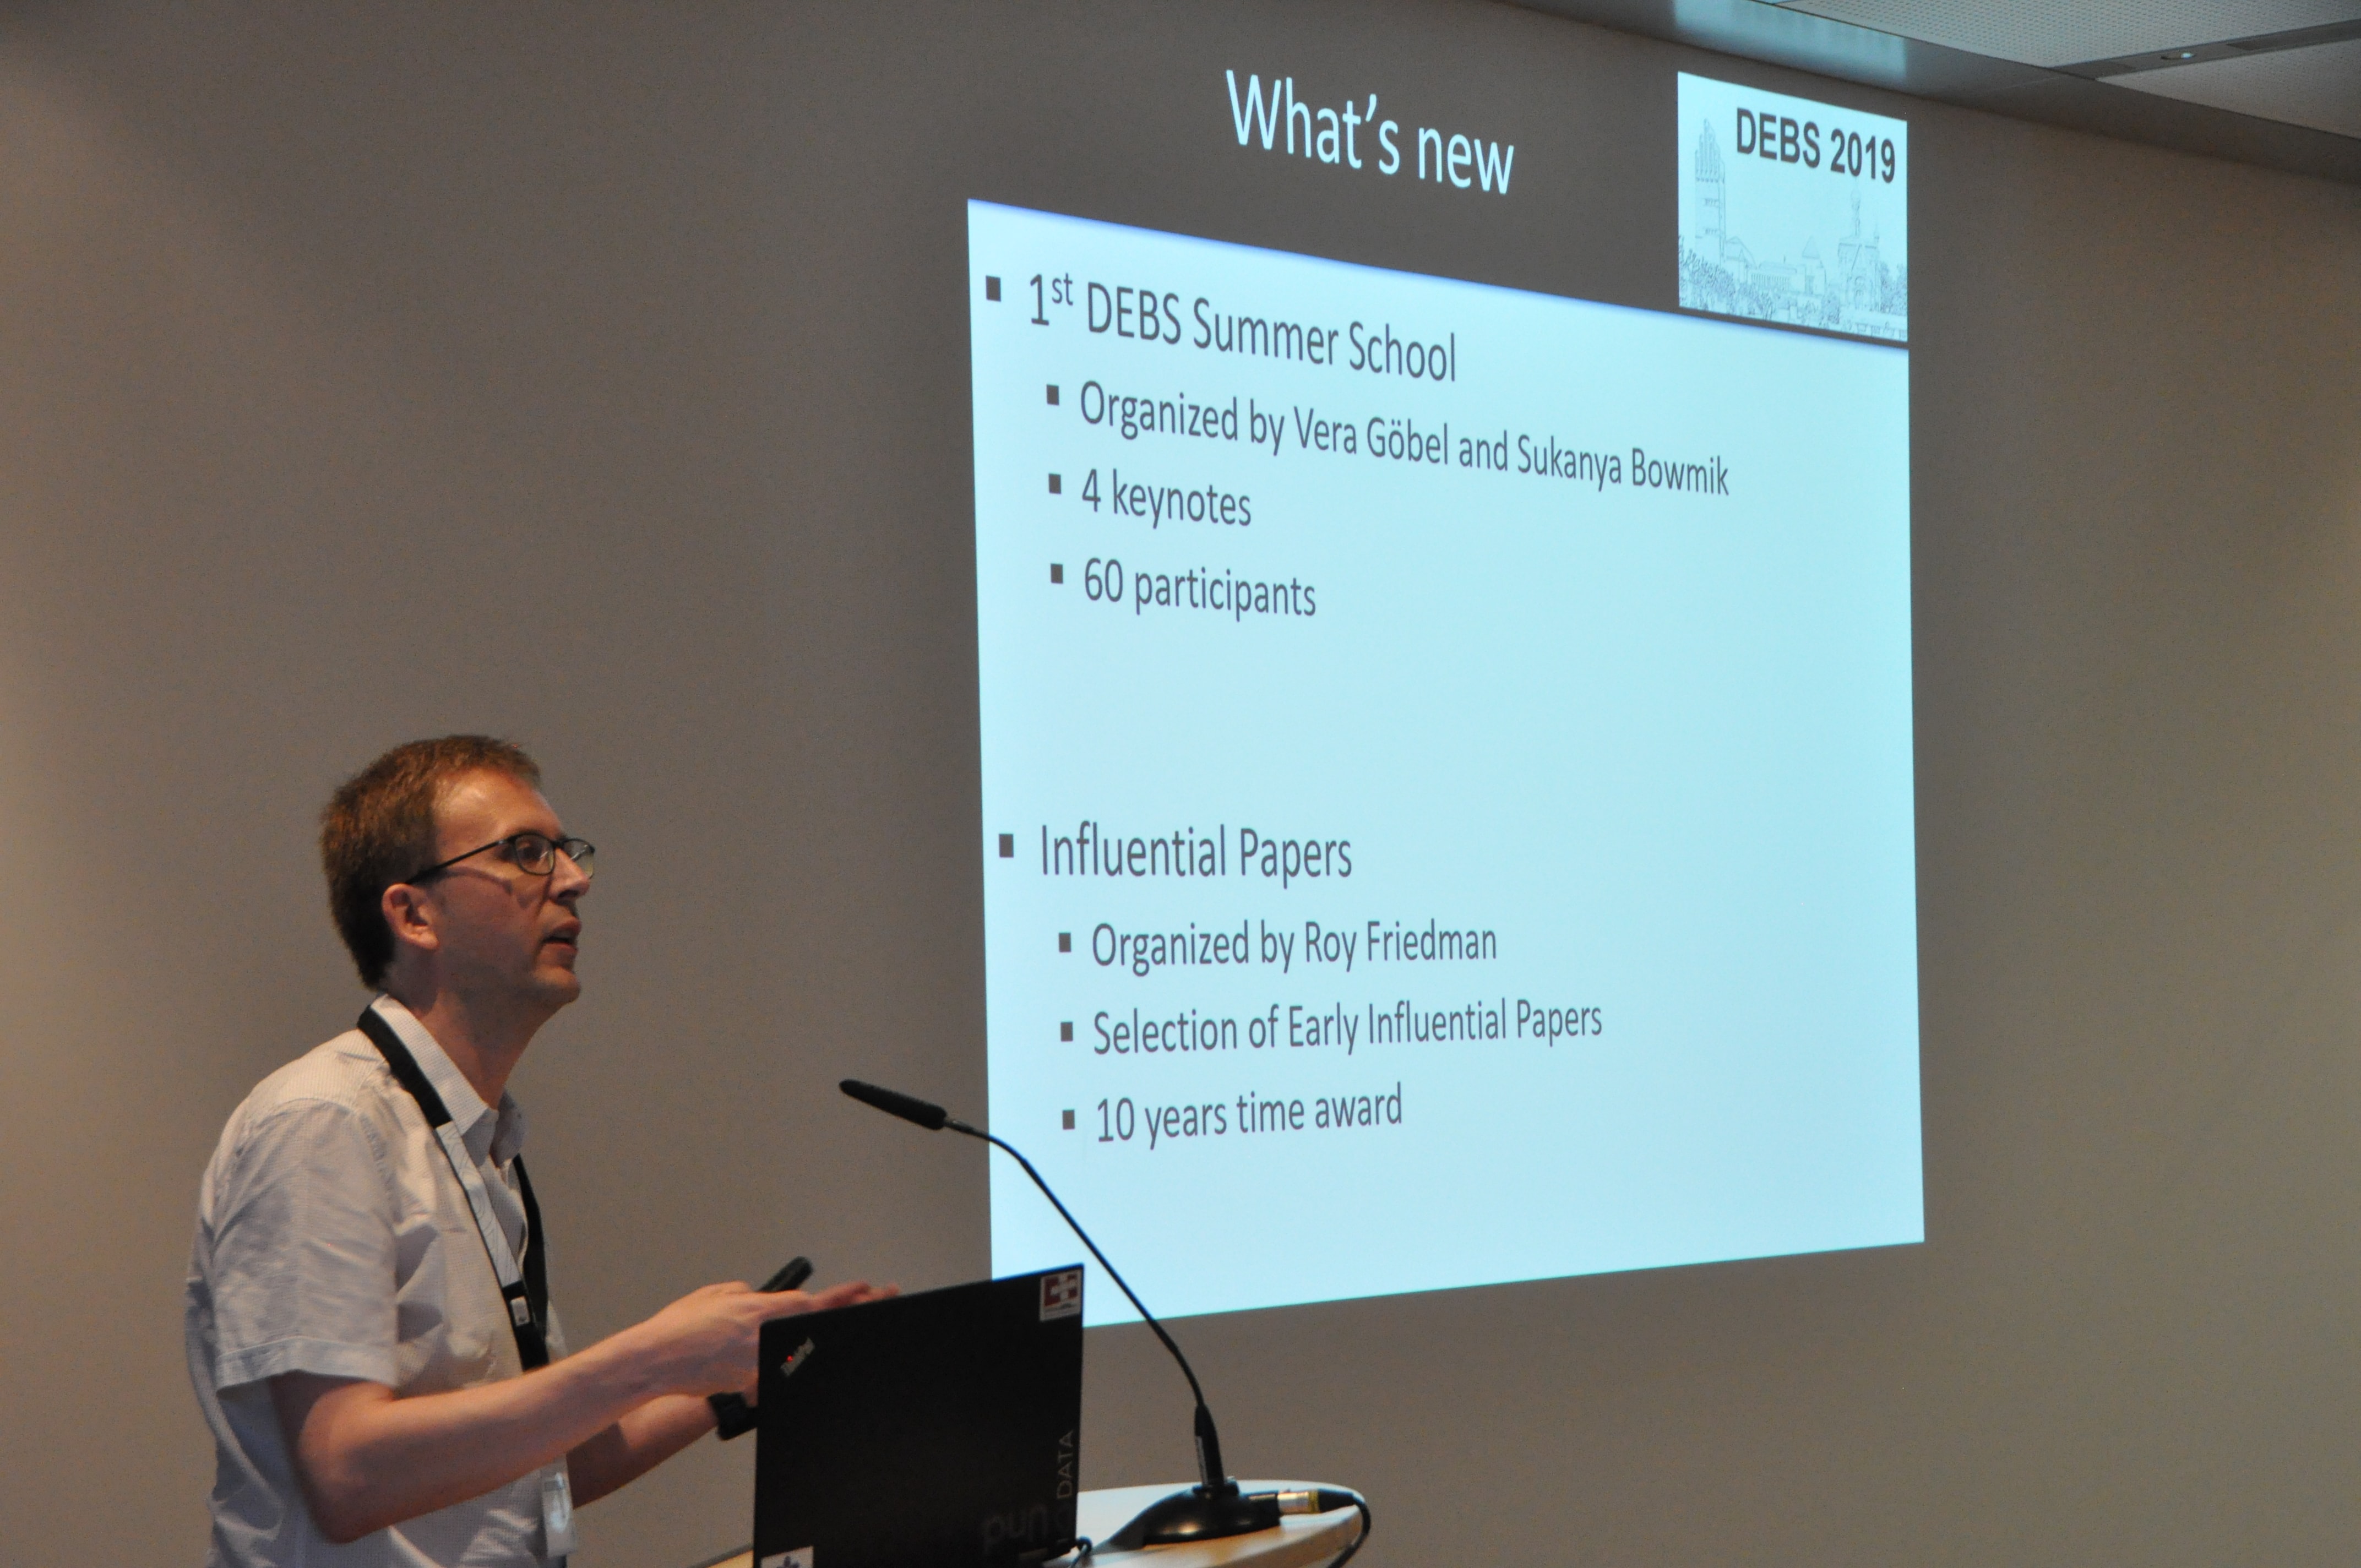 What's new
DEBS 2019
1st DEBS Summer School
Organized by Vera Göbel and Sukanya Bowmik
4 keynotes
60 participants
Influential Papers
Organized by Roy Friedman
Selection of Early Influential Papers
10 years time award
ThinkPad
DATA